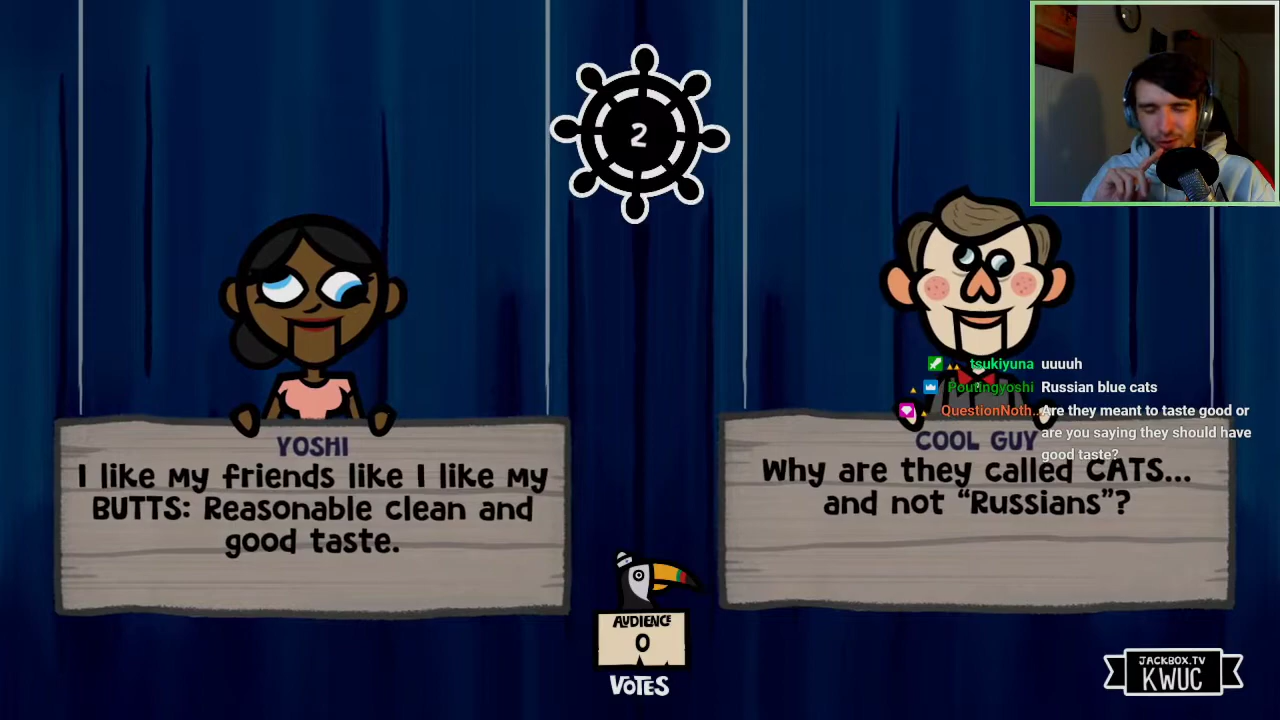 2
YOSHI
I like my friends like I like my
BUTTS: Reasonable clean and
good taste.
COOL GUY
Why are they called CATS...
and not “Russians”?
tsukiyuna uuuuh
Poutingyoshi Russian blue cats
QuestionNoth... Are they meant to taste good or
are you saying they should have
good taste?
AUDIENCE
0
VOTES
JACKBOX.TV
KWUC